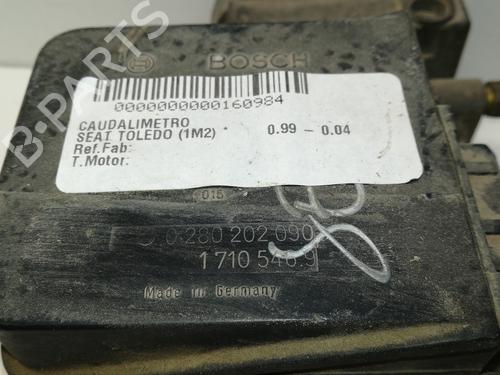 BOSCH
0000000000160984
CAUDALIMETRO
SEAT TOLEDO (1M2) * 0.99 - 0.04
Ref.Fab:
T.Motor:
015
0 280 202 090
1 710 546.9
Made in Germany
B-PARTS